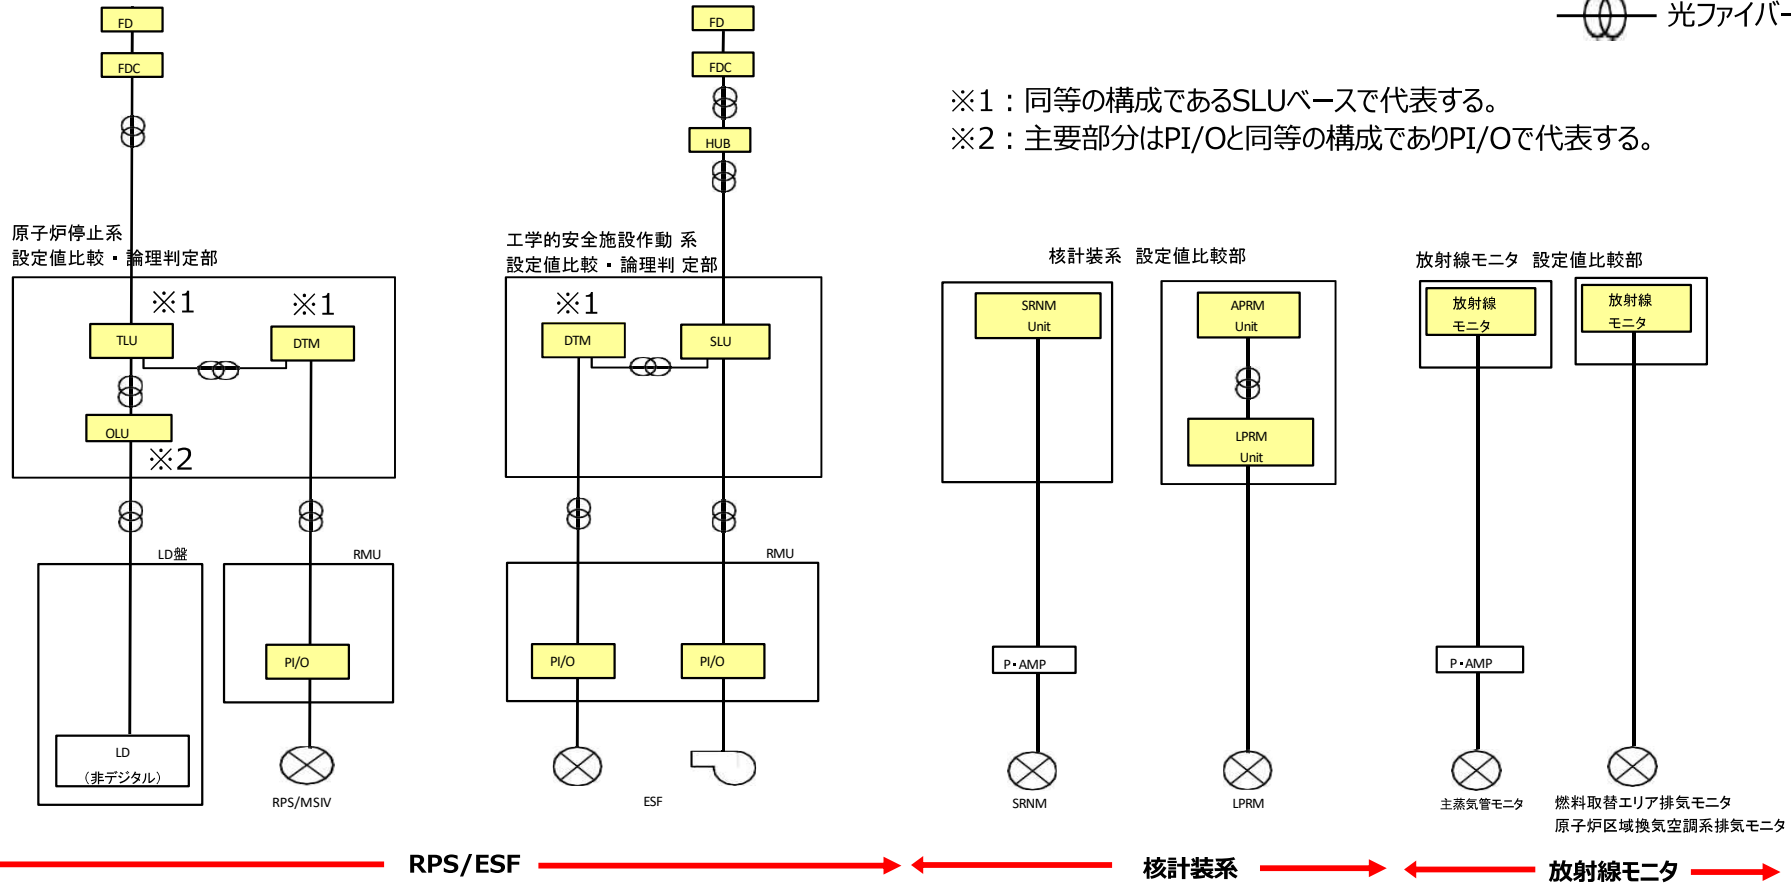 光ファイバー
※1：同等の構成であるSLUベースで代表する。
※2：主要部分はPI/Oと同等の構成でありPI/Oで代表する。
FD
FDC
原子炉停止系
設定値比較・論理判定部
※1
※1
TLU
DTM
OLU
※2
LD盤
RMU
PI/O
LD
(非デジタル)
RPS/MSIV
FD
FDC
HUB
工学的安全施設作動 系
設定値比較・論理判 定部
※1
DTM
SLU
RMU
PI/O
PI/O
ESF
核計装系 設定値比較部
SRNM
Unit
APRM
Unit
LPRM
Unit
P・AMP
SRNM
LPRM
放射線モニタ 設定値比較部
放射線
モニタ
放射線
モニタ
P・AMP
主蒸気管モニタ
燃料取替エリア排気モニタ
原子炉区域換気空調系排気モニタ
RPS/ESF
核計装系
放射線モニタ